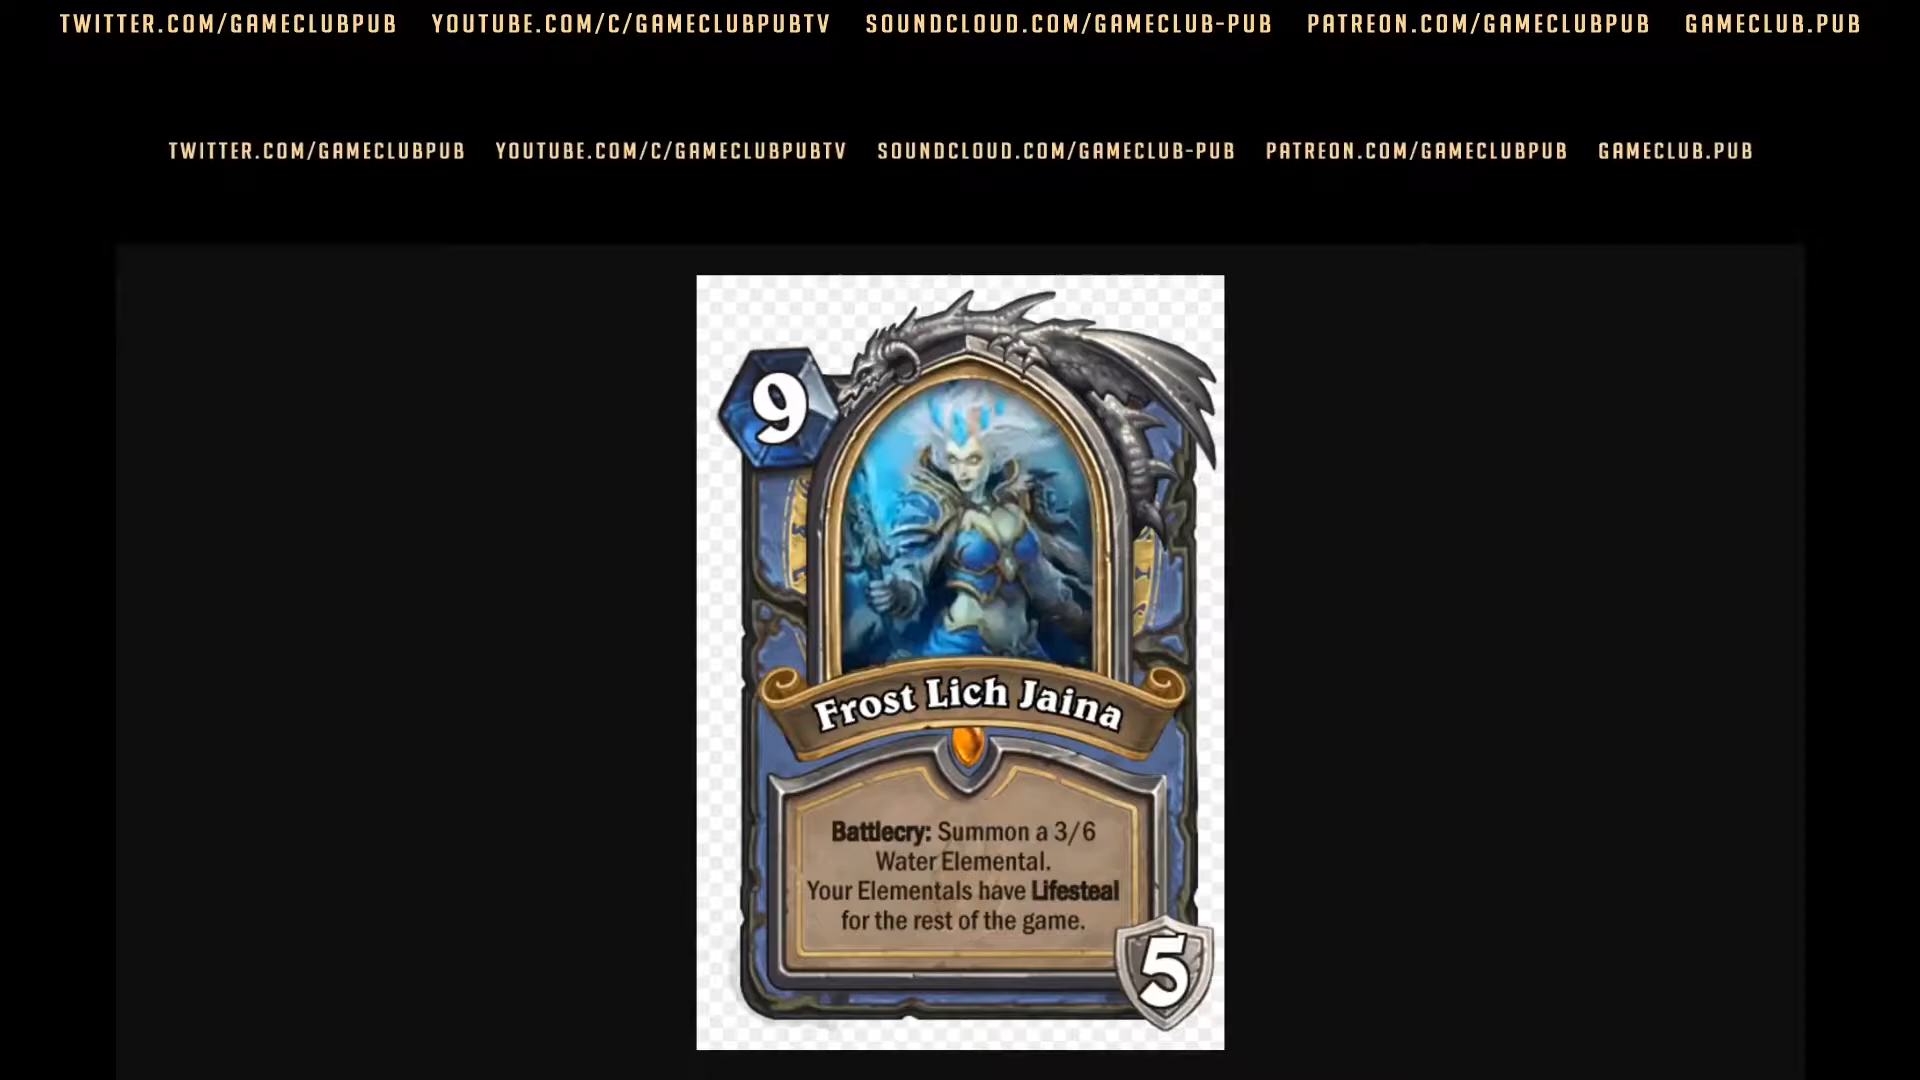 TWITTER.COM/GAMECLUBPUB YOUTUBE.COM/C/GAMECLUBPUBTV SOUNDCLOUD.COM/GAMECLUB-PUB PATREON.COM/GAMECLUBPUB GAMECLUB.PUB
TWITTER.COM/GAMECLUBPUB YOUTUBE.COM/C/GAMECLUBPUBTV SOUNDCLOUD.COM/GAMECLUB-PUB PATREON.COM/GAMECLUBPUB GAMECLUB.PUB
9
Frost Lich Jaina
Battlecry: Summon a 3/6
Water Elemental.
Your Elementals have Lifesteal
for the rest of the game.
5